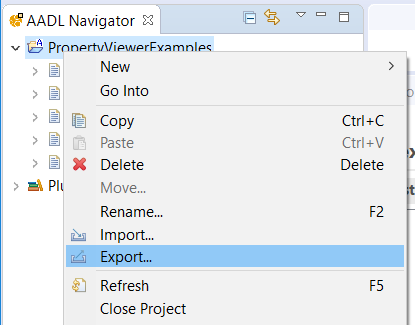 AADL Navigator
PropertyViewerExamples
New
Go Into
Copy Ctrl+C
Paste Ctrl+V
Delete Delete
Move...
Plu
Rename... F2
Import...
Export...
Refresh F5
Close Project